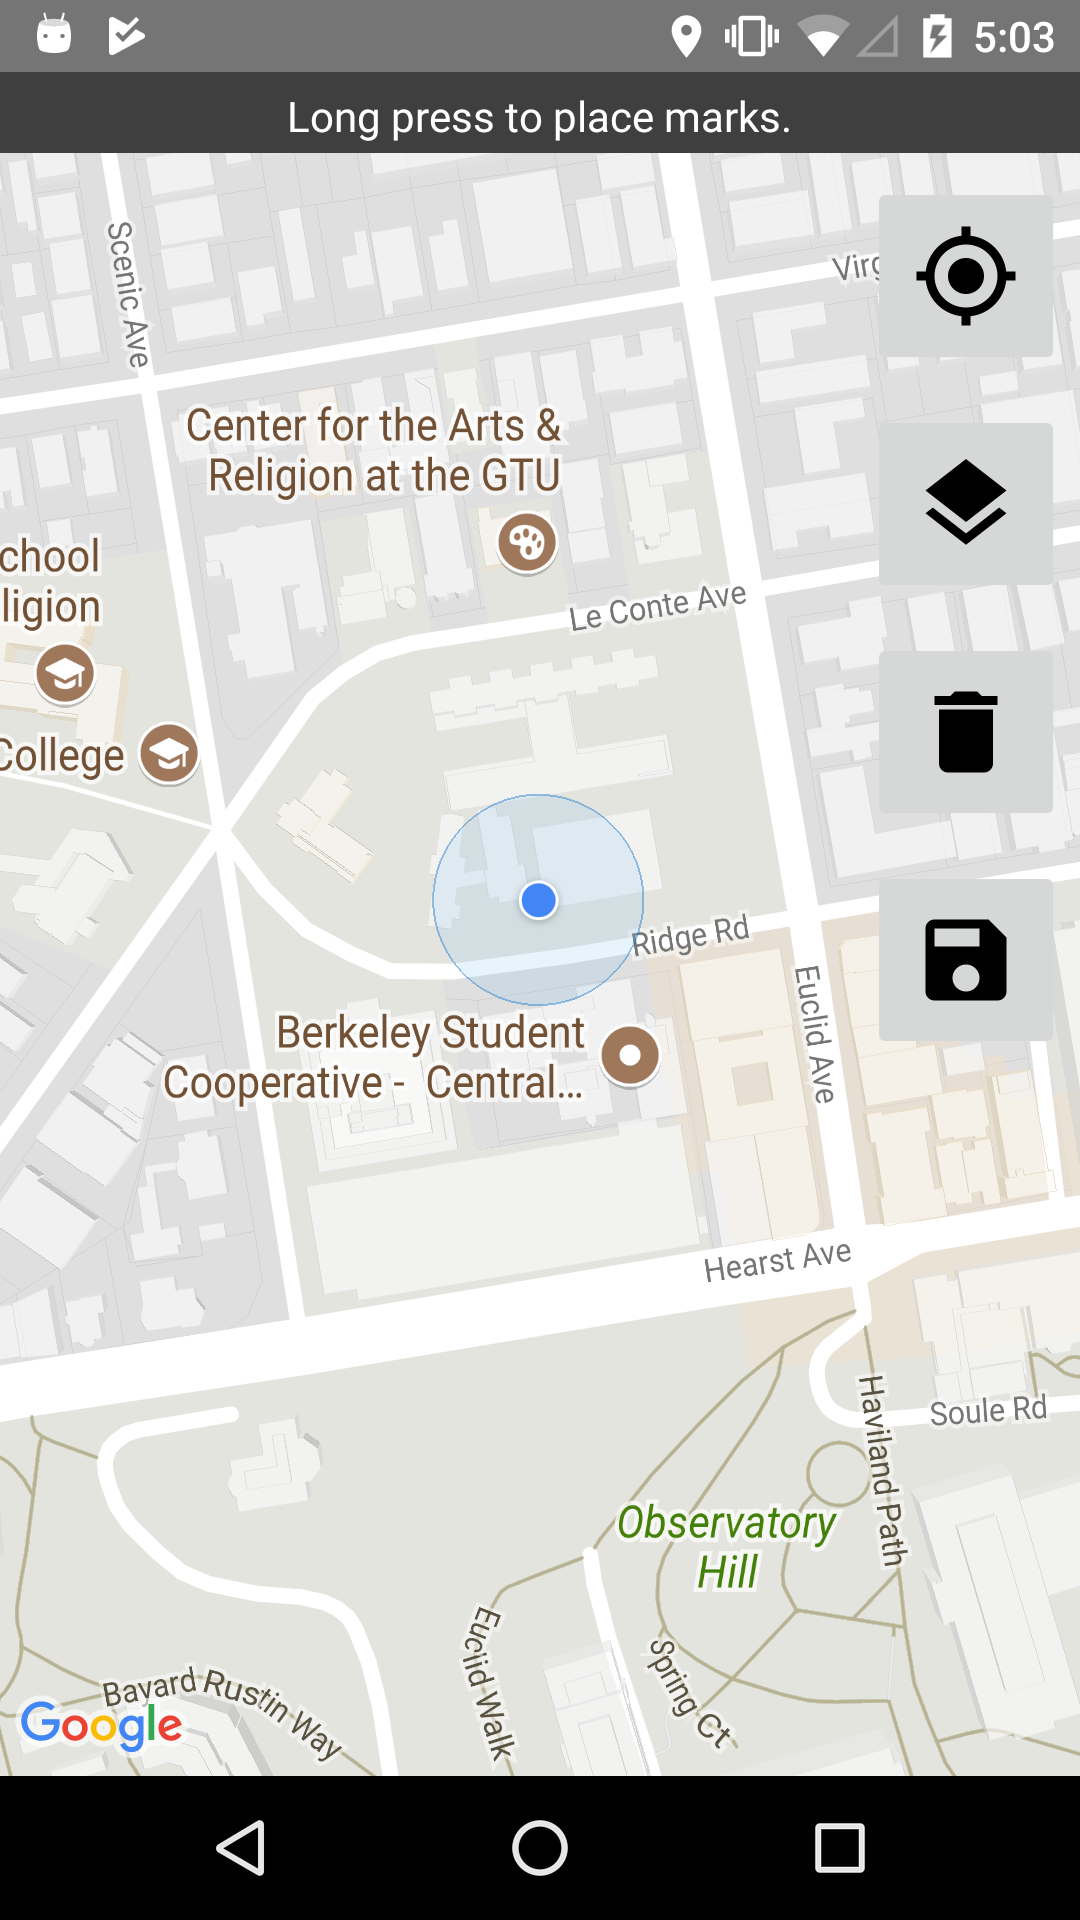 5:03
Long press to place marks.
Scenic Ave
Virg
Center for the Arts &
Religion at the GTU
chool
ligion
Le Conte Ave
College
Ridge Rd
Euclid Ave
Berkeley Student
Cooperative - Central...
Hearst Ave
Haviland Path
Soule Rd
Observatory
Hill
Euclid Walk
Spring Ct
Bayard Rustin Way
Google